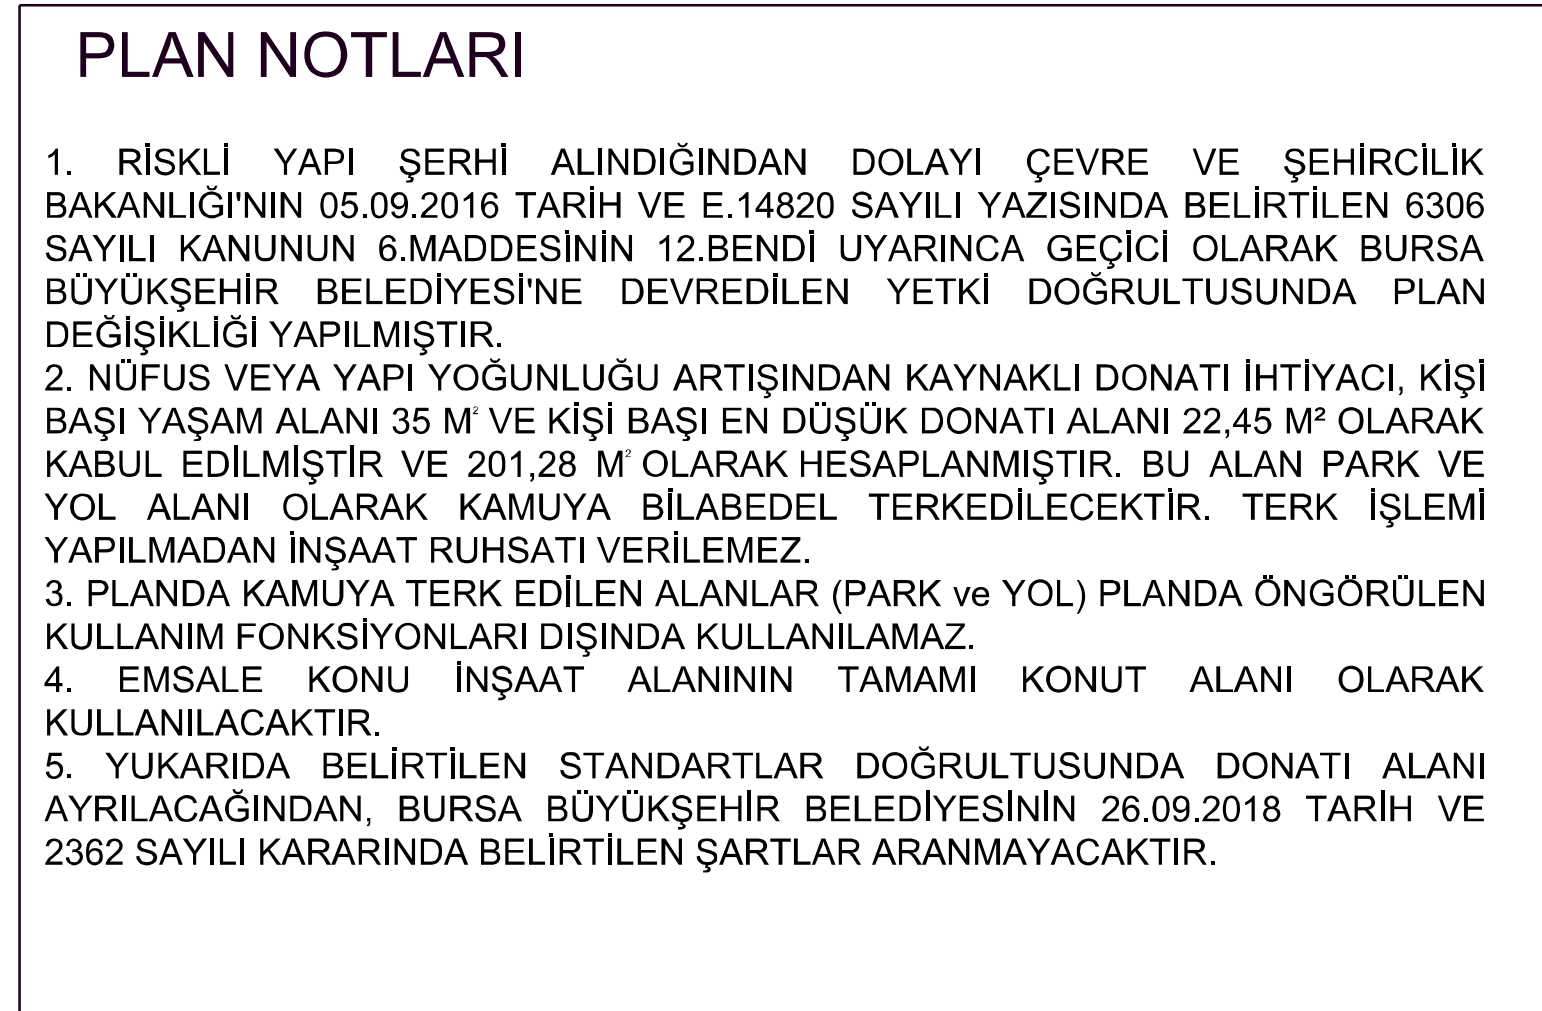 PLAN NOTLARI
1. RİSKLİ YAPI ŞERHİ ALINDIĞINDAN DOLAYI ÇEVRE VE ŞEHİRCİLİK
BAKANLIĞI'NIN 05.09.2016 TARİH VE E.14820 SAYILI YAZISINDA BELİRTİLEN 6306
SAYILI KANUNUN 6.MADDESİNİN 12.BENDİ UYARINCA GEÇİCİ OLARAK BURSA
BÜYÜKŞEHİR BELEDİYESİ'NE DEVREDİLEN YETKİ DOĞRULTUSUNDA PLAN
DEĞİŞİKLİĞİ YAPILMIŞTIR.
2. NÜFUS VEYA YAPI YOĞUNLUĞU ARTIŞINDAN KAYNAKLI DONATI İHTİYACI, KİŞİ
BAŞI YAŞAM ALANI 35 M² VE KİŞİ BAŞI EN DÜŞÜK DONATI ALANI 22,45 M² OLARAK
KABUL EDİLMİŞTİR VE 201,28 M² OLARAK HESAPLANMIŞTIR. BU ALAN PARK VE
YOL ALANI OLARAK KAMUYA BİLABEDEL TERKEDİLECEKTİR. TERK İŞLEMİ
YAPILMADAN İNŞAAT RUHSATI VERİLEMEZ.
3. PLANDA KAMUYA TERK EDİLEN ALANLAR (PARK ve YOL) PLANDA ÖNGÖRÜLEN
KULLANIM FONKSİYONLARI DIŞINDA KULLANILAMAZ.
4. EMSALE KONU İNŞAAT ALANININ TAMAMI KONUT ALANI OLARAK
KULLANILACAKTIR.
5. YUKARIDA BELİRTİLEN STANDARTLAR DOĞRULTUSUNDA DONATI ALANI
AYRILACAĞINDAN, BURSA BÜYÜKŞEHİR BELEDİYESİNİN 26.09.2018 TARİH VE
2362 SAYILI KARARINDA BELİRTİLEN ŞARTLAR ARANMAYACAKTIR.